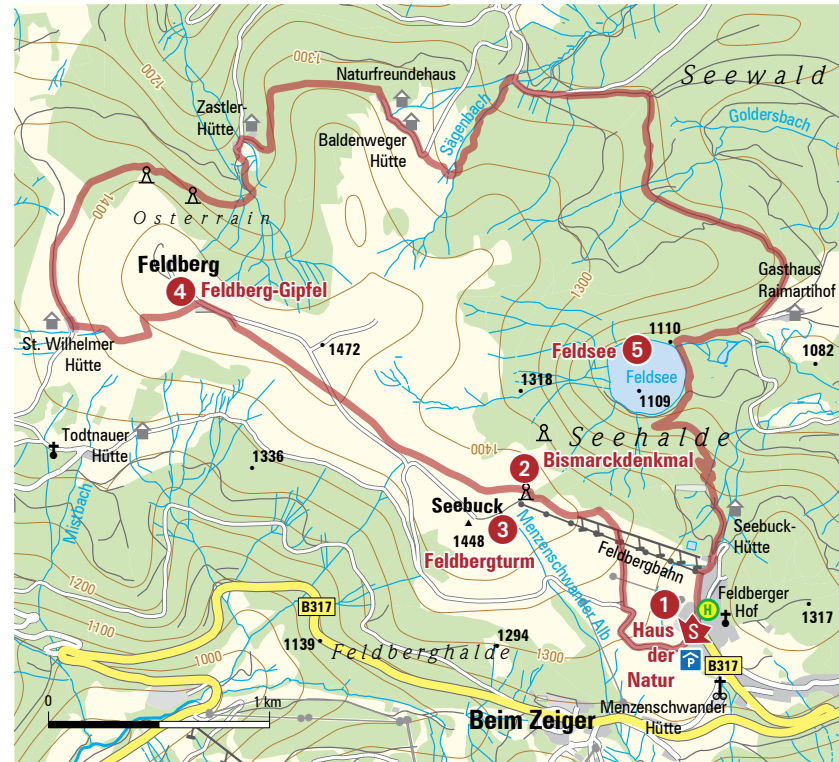 1300
1200
Naturfreundehaus
Seewald
Zastler-
Hütte
Sägenbach
Goldersbach
Baldenweger
Hütte
1400
Osterrain
Feldberg
4 Feldberg-Gipfel
1300
Gasthaus
Raimartihof
St. Wilhelmer
Hütte
1472
1110
Feldsee 5
1082
Feldsee
1318
1109
Todtnauer
Hütte
1336
1400
Seehalde
2 Bismarckdenkmal
Mistbach
Seebuck
1448
3
Feldbergturm
Menzenschwander Alb
Feldbergbahn
Seebuck-
Hütte
1200
1100
1000
B317
1139
Feldberghalde
1294
1300
1
Haus
der
Natur
S
H
Feldberger
Hof
1317
P
B317
0
1 km
Beim Zeiger
Menzenschwander
Hütte